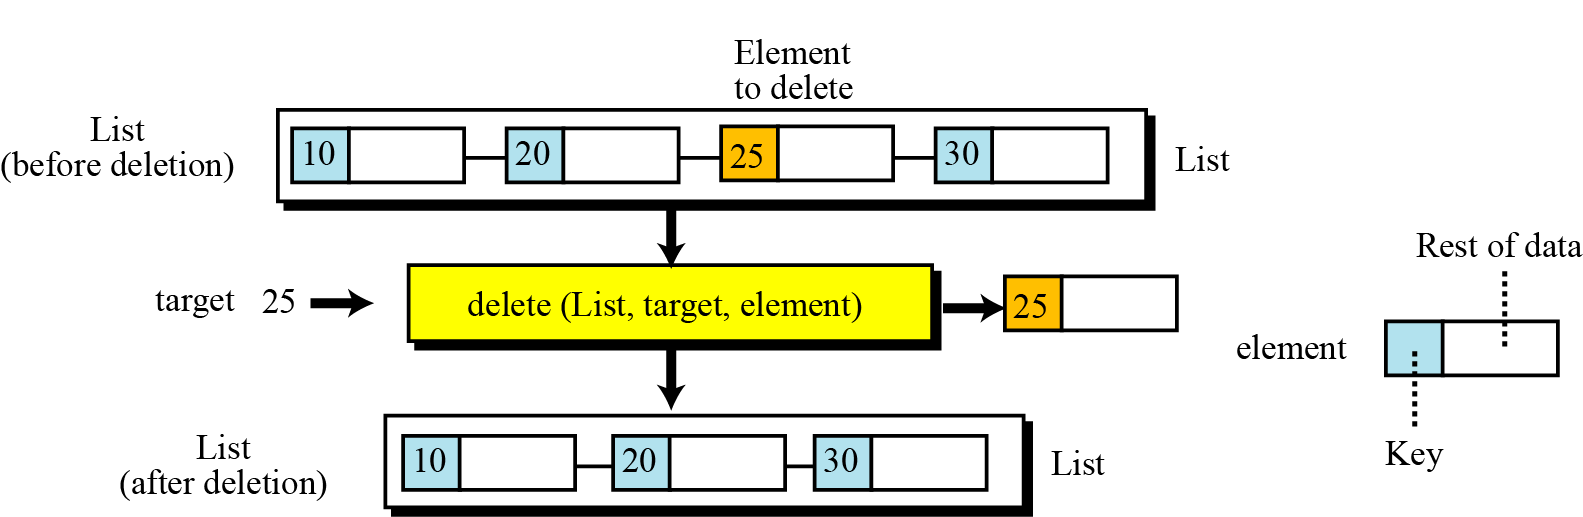 Element
to delete
List
(before deletion)
10
20
25
30
List
target 25
delete (List, target, element)
25
Rest of data
element
Key
List
(after deletion)
10
20
30
List